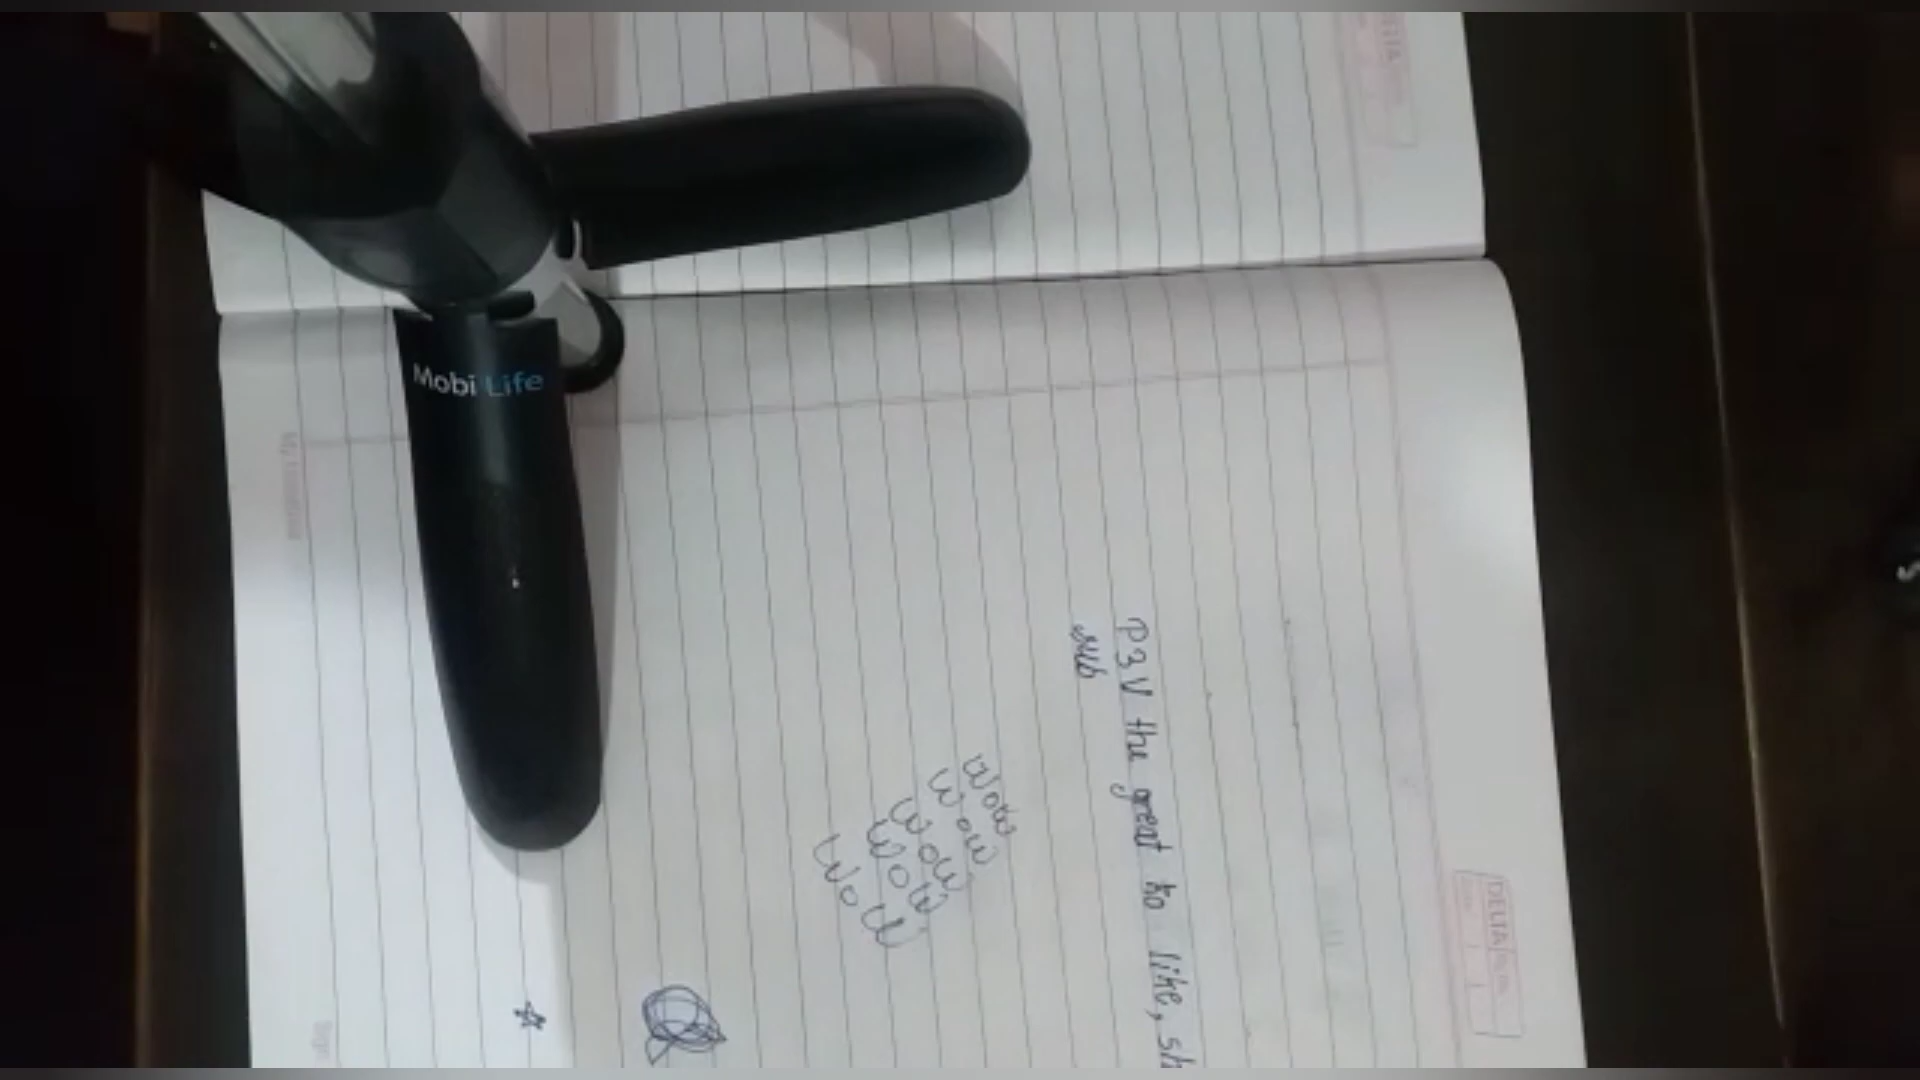 DELTA
P3V the great to like, sh
sub
Wow
Wow
Wow
Wow
Wow
Mobi Life